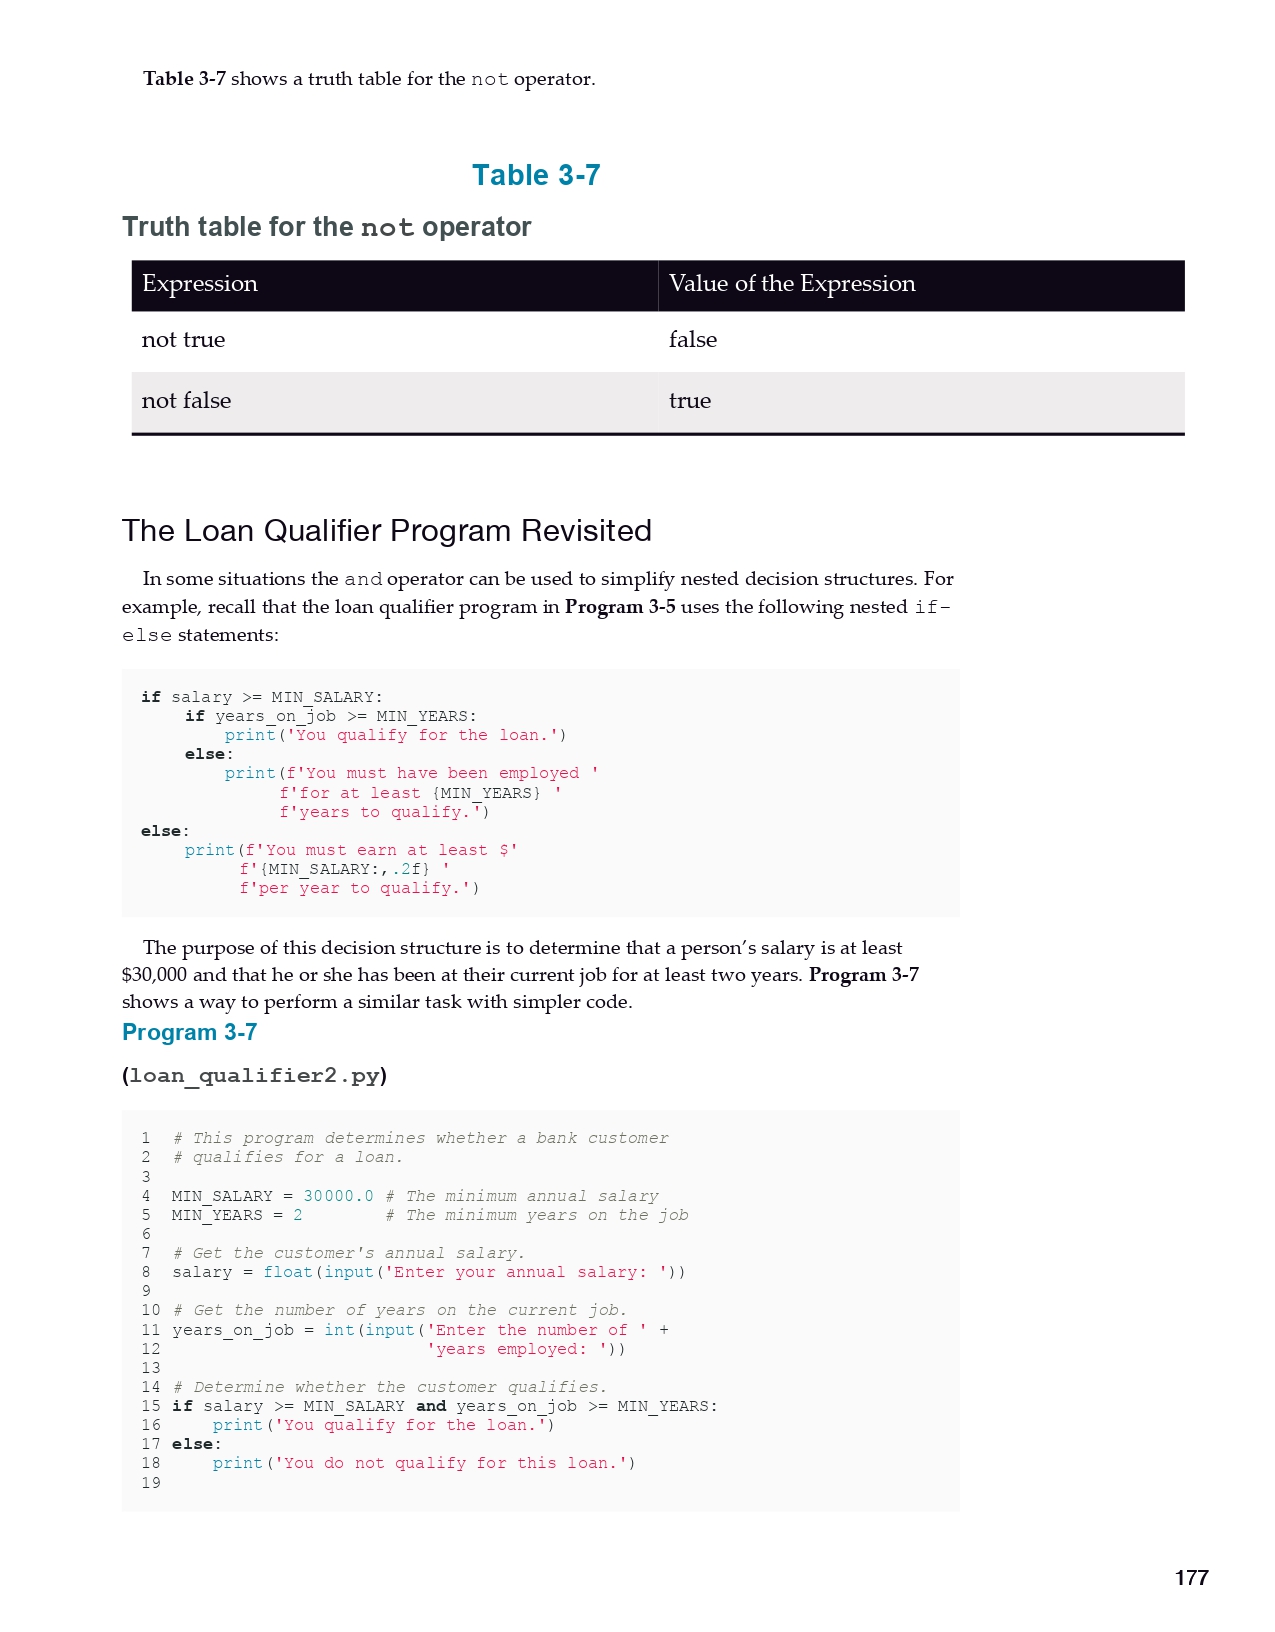 Table 3-7 shows a truth table for the not operator.
Table 3-7
Truth table for the not operator
Expression Value of the Expression
not true false
not false true
The Loan Qualifier Program Revisited
In some situations the and operator can be used to simplify nested decision structures. For
example, recall that the loan qualifier program in Program 3-5 uses the following nested if-
else statements:
if salary >= MIN_SALARY:
    if years_on_job >= MIN_YEARS:
        print('You qualify for the loan.')
    else:
        print(f'You must have been employed '
              f'for at least {MIN_YEARS} '
              f'years to qualify.')
else:
    print(f'You must earn at least $'
          f'{MIN_SALARY:,.2f} '
          f'per year to qualify.')
The purpose of this decision structure is to determine that a person’s salary is at least
$30,000 and that he or she has been at their current job for at least two years. Program 3-7
shows a way to perform a similar task with simpler code.
Program 3-7
(loan_qualifier2.py)
1 # This program determines whether a bank customer
2 # qualifies for a loan.
3
4 MIN_SALARY = 30000.0 # The minimum annual salary
5 MIN_YEARS = 2        # The minimum years on the job
6
7 # Get the customer's annual salary.
8 salary = float(input('Enter your annual salary: '))
9
10 # Get the number of years on the current job.
11 years_on_job = int(input('Enter the number of ' +
12                          'years employed: '))
13
14 # Determine whether the customer qualifies.
15 if salary >= MIN_SALARY and years_on_job >= MIN_YEARS:
16     print('You qualify for the loan.')
17 else:
18     print('You do not qualify for this loan.')
19
177